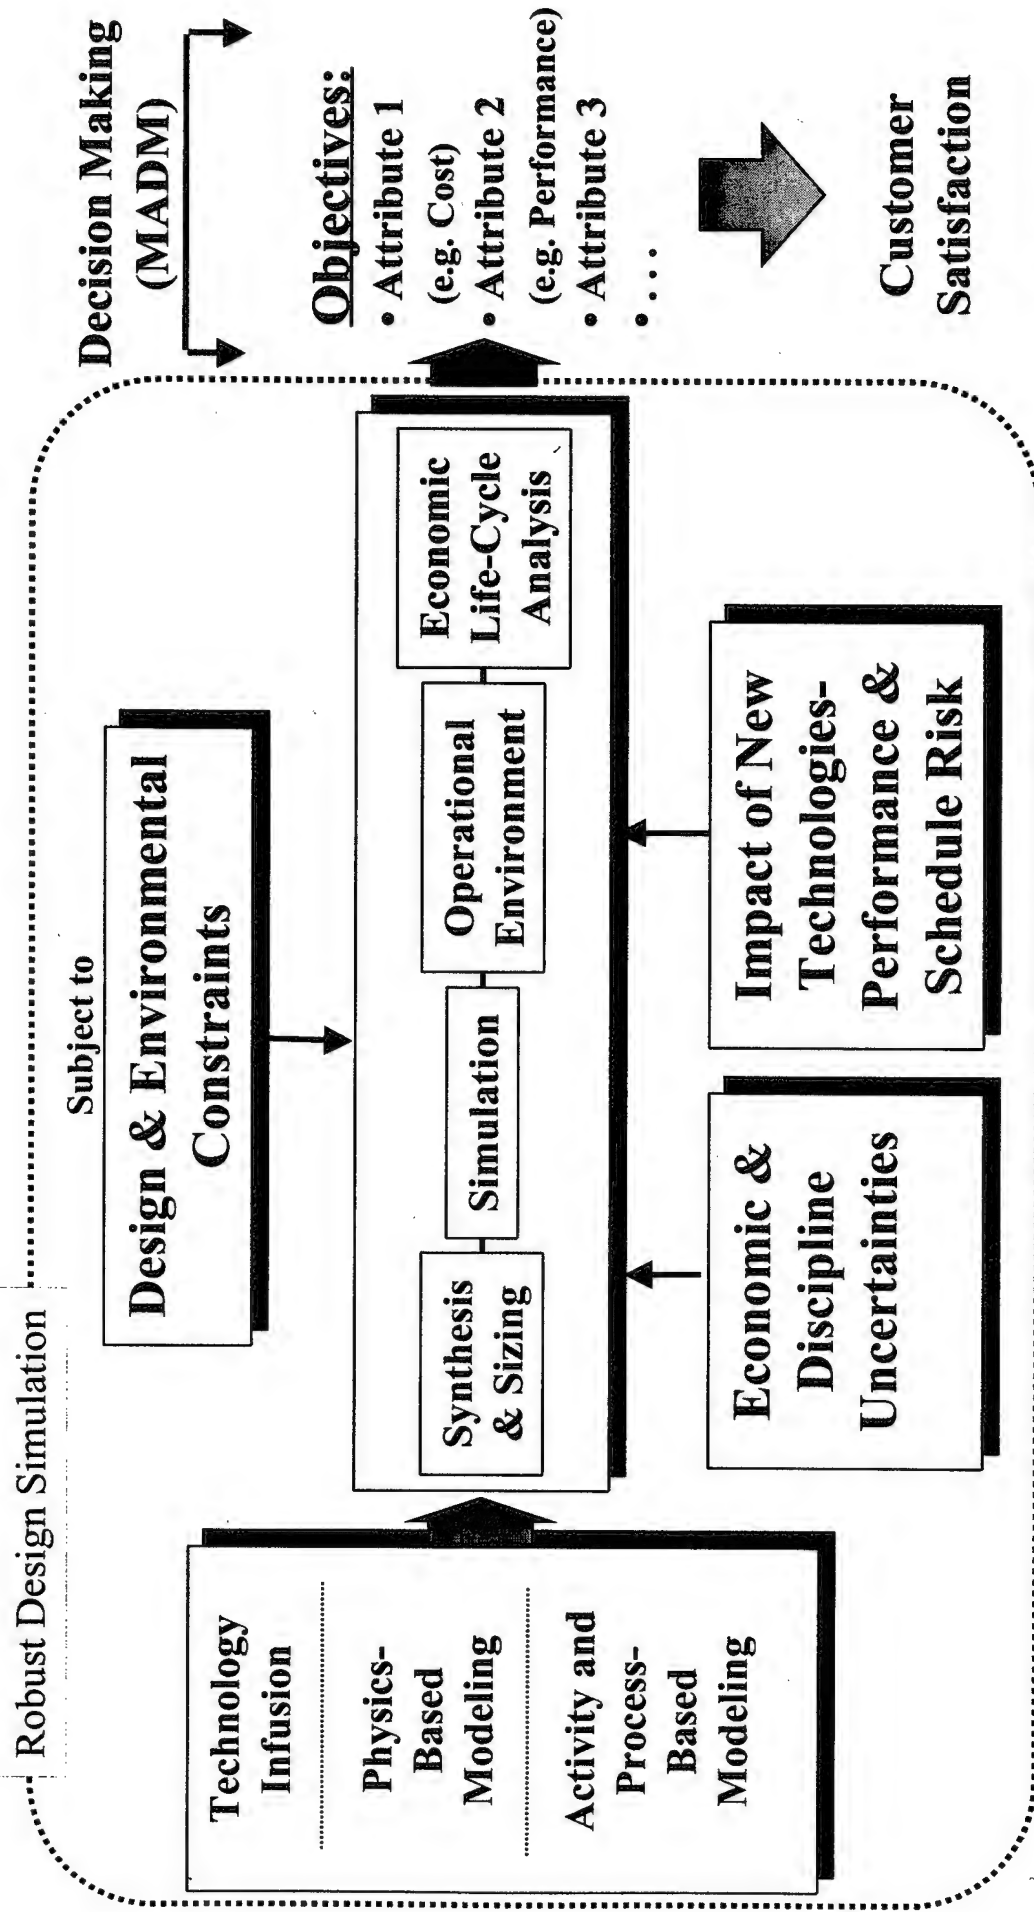 Robust Design Simulation
Subject to
Design & Environmental
Constraints
Technology
Infusion
Physics-
Based
Modeling
Activity and
Process-
Based
Modeling
Synthesis
& Sizing
Simulation
Operational
Environment
Economic
Life-Cycle
Analysis
Economic &
Discipline
Uncertainties
Impact of New
Technologies-
Performance &
Schedule Risk
Decision Making
(MADM)
Objectives:
• Attribute 1
(e.g. Cost)
• Attribute 2
(e.g. Performance)
• Attribute 3
• . . .
Customer
Satisfaction